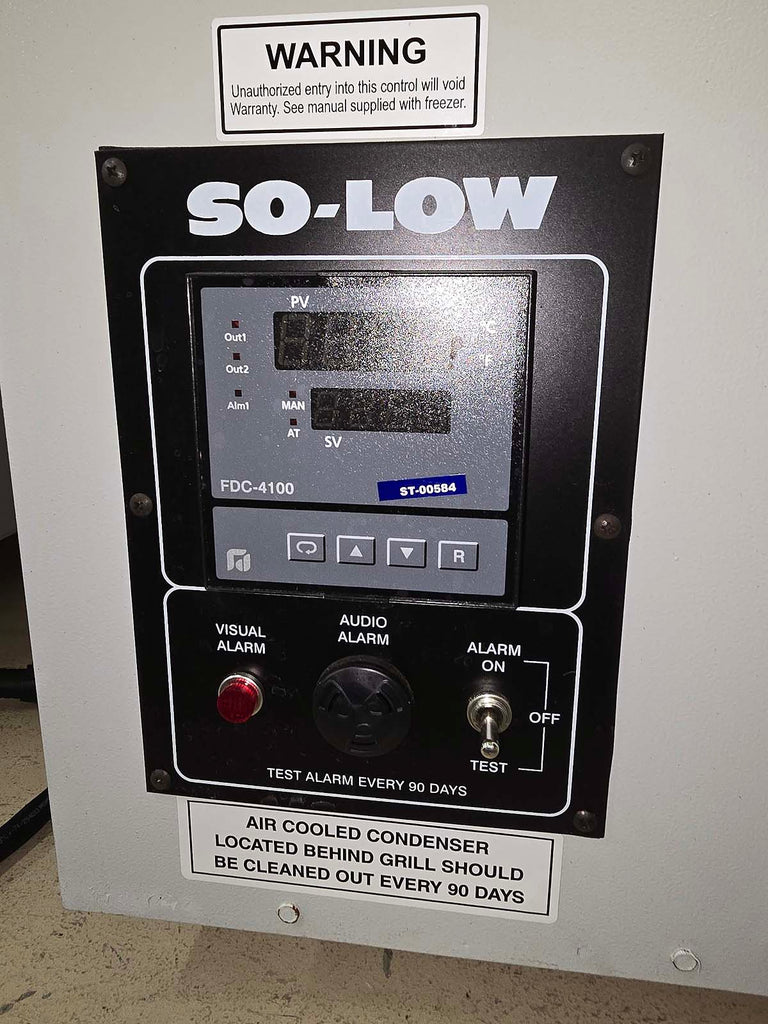 WARNING
Unauthorized entry into this control will void
Warranty. See manual supplied with freezer.
SO-LOW
PV
Out1
°C
Out2
F
Alm1
MAN
AT
SV
FDC-4100
ST-00584
R
VISUAL
ALARM
AUDIO
ALARM
ALARM
ON
OFF
TEST
TEST ALARM EVERY 90 DAYS
AIR COOLED CONDENSER
LOCATED BEHIND GRILL SHOULD
BE CLEANED OUT EVERY 90 DAYS